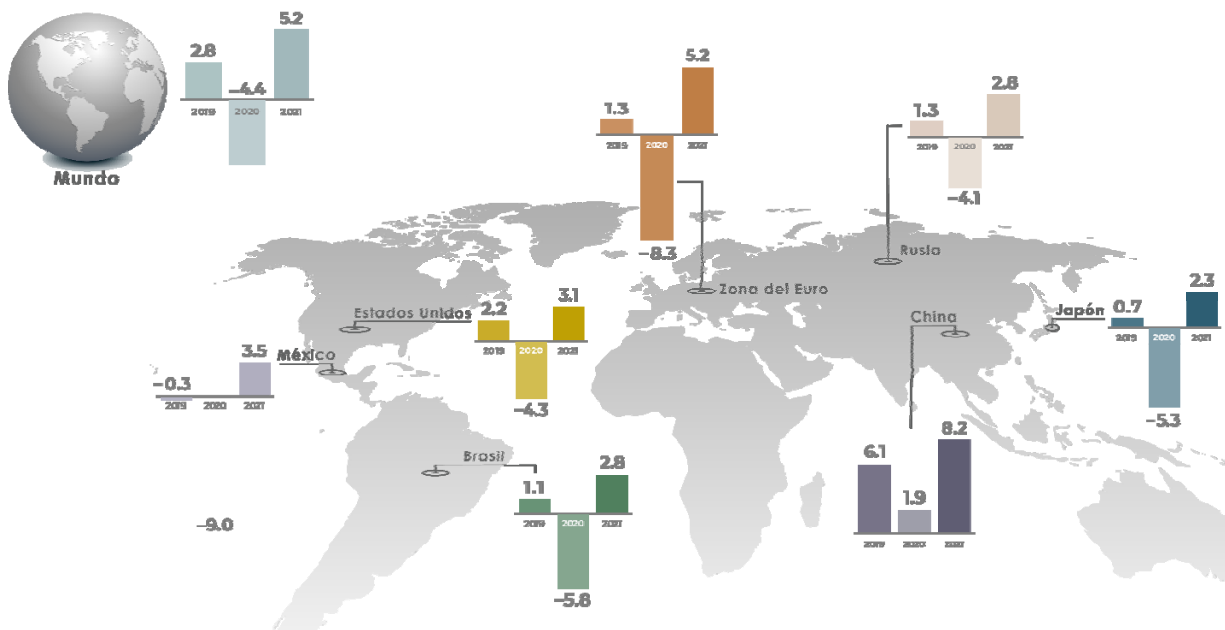 5.2
2.8
−4.4
2019 2020 2021
Mundo
5.2
1.3
2019 2020 2021
−8.3
2.8
1.3
2019 2020 2021
−4.1
Rusia
Zona del Euro
Estados Unidos
2.2
3.1
2019 2020 2021
−4.3
China
Japón
0.7
2.3
2019 2020 2021
−5.3
México
−0.3
3.5
2019 2020 2021
−9.0
Brasil
1.1
2.8
2019 2020 2021
−5.8
6.1
1.9
8.2
2019 2020 2021